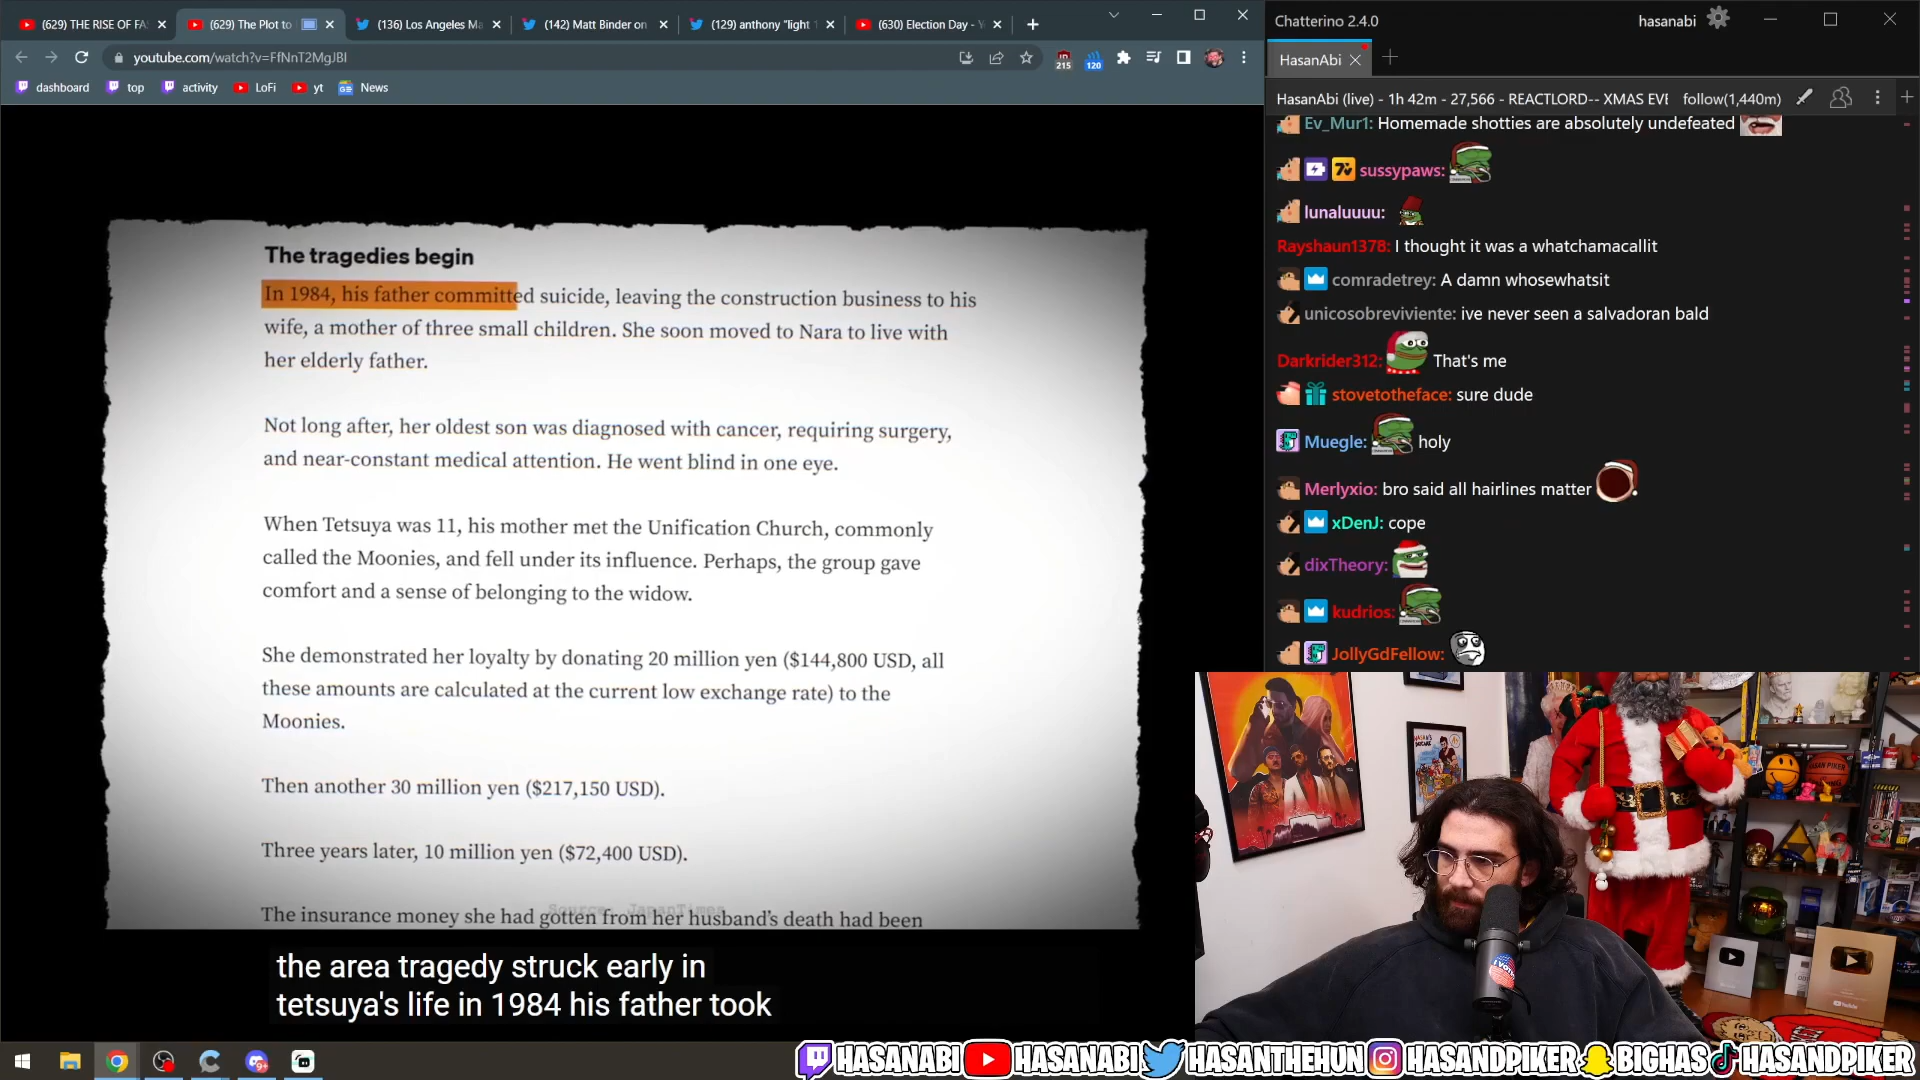 (629) THE RISE OF FA
(629) The Plot to
(136) Los Angeles Ma
(142) Matt Binder on
(129) anthony "light
(630) Election Day - Y
youtube.com/watch?v=FfNnT2MgJBI
215
120
dashboard
top
activity
LoFi
yt
News
The tragedies begin
In 1984, his father committed suicide, leaving the construction business to his
wife, a mother of three small children. She soon moved to Nara to live with
her elderly father.
Not long after, her oldest son was diagnosed with cancer, requiring surgery,
and near-constant medical attention. He went blind in one eye.
When Tetsuya was 11, his mother met the Unification Church, commonly
called the Moonies, and fell under its influence. Perhaps, the group gave
comfort and a sense of belonging to the widow.
She demonstrated her loyalty by donating 20 million yen ($144,800 USD, all
these amounts are calculated at the current low exchange rate) to the
Moonies.
Then another 30 million yen ($217,150 USD).
Three years later, 10 million yen ($72,400 USD).
Source: JapanTimes
The insurance money she had gotten from her husband's death had been
the area tragedy struck early in
tetsuya's life in 1984 his father took
Chatterino 2.4.0
hasanabi
HasanAbi
HasanAbi (live) - 1h 42m - 27,566 - REACTLORD-- XMAS EVE
follow(1,440m)
Ev_Mur1: Homemade shotties are absolutely undefeated
sussypaws:
lunaluuuu:
Rayshaun1378: I thought it was a whatchamacallit
comradetrey: A damn whosewhatsit
unicosobreviviente: ive never seen a salvadoran bald
Darkrider312: That's me
stovetotheface: sure dude
Muegle: holy
Merlyxio: bro said all hairlines matter
xDenJ: cope
dixTheory:
kudrios:
JollyGdFellow:
HASAN PIKER
I VOTED
HASANABI
HASANABI
HASANTHEHUN
HASANDPIKER
BIGHAS
HASANDPIKER